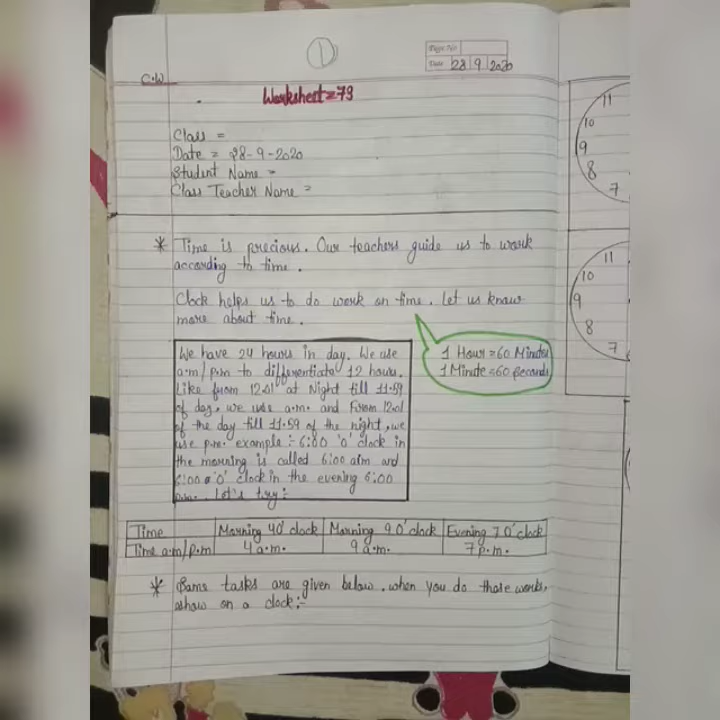 1
Page No
Date 28 9 2020
C.W
Worksheet=73
Class =
Date = 28-9-2020
Student Name =
Class Teacher Name =
* Time is precious. Our teachers guide us to work
according to time.
Clock helps us to do work on time. Let us know
more about time.
1 Hour =60 Minutes
1 Minute =60 seconds
We have 24 hours in day. We use
a.m/p.m to differentiate 12 hours.
Like from 12.01 at Night till 11.59
of day, we use a.m. and From 12.01
of the day till 11.59 of the night, we
use p.m. example :- 6:00 'O' clock in
the morning is called 6:00 a.m and
6:00 'O' clock in the evening 6:00
p.m. Let's try:-
Time Morning 4 O' clock Morning 9 O' clock Evening 7 O' clock
Time a.m/p.m 4 a.m. 9 a.m. 7 p.m.
* Some tasks are given below. when you do those works,
show on a clock:-
11
10
9
8
7
11
10
9
8
7